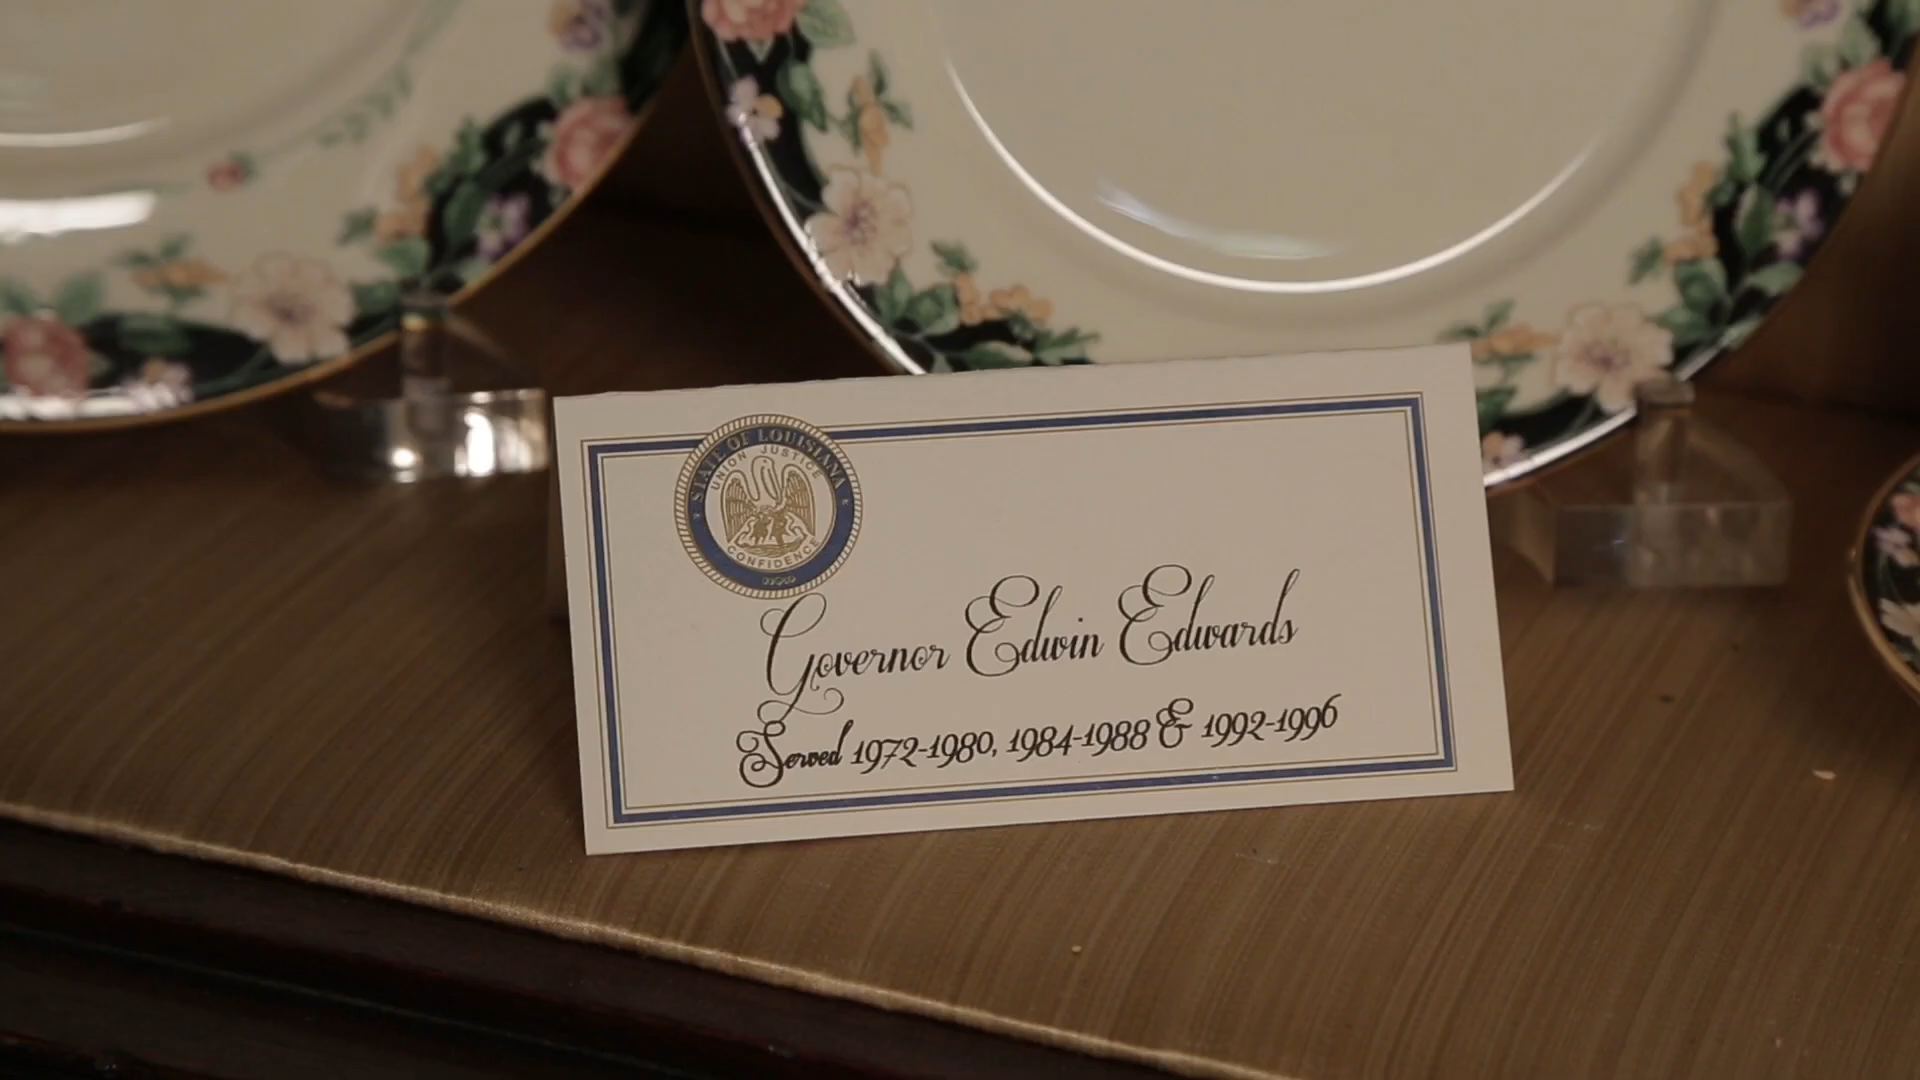 STATE OF LOUISIANA
UNION JUSTICE
CONFIDENCE
Governor Edwin Edwards
Served 1972-1980, 1984-1988 & 1992-1996